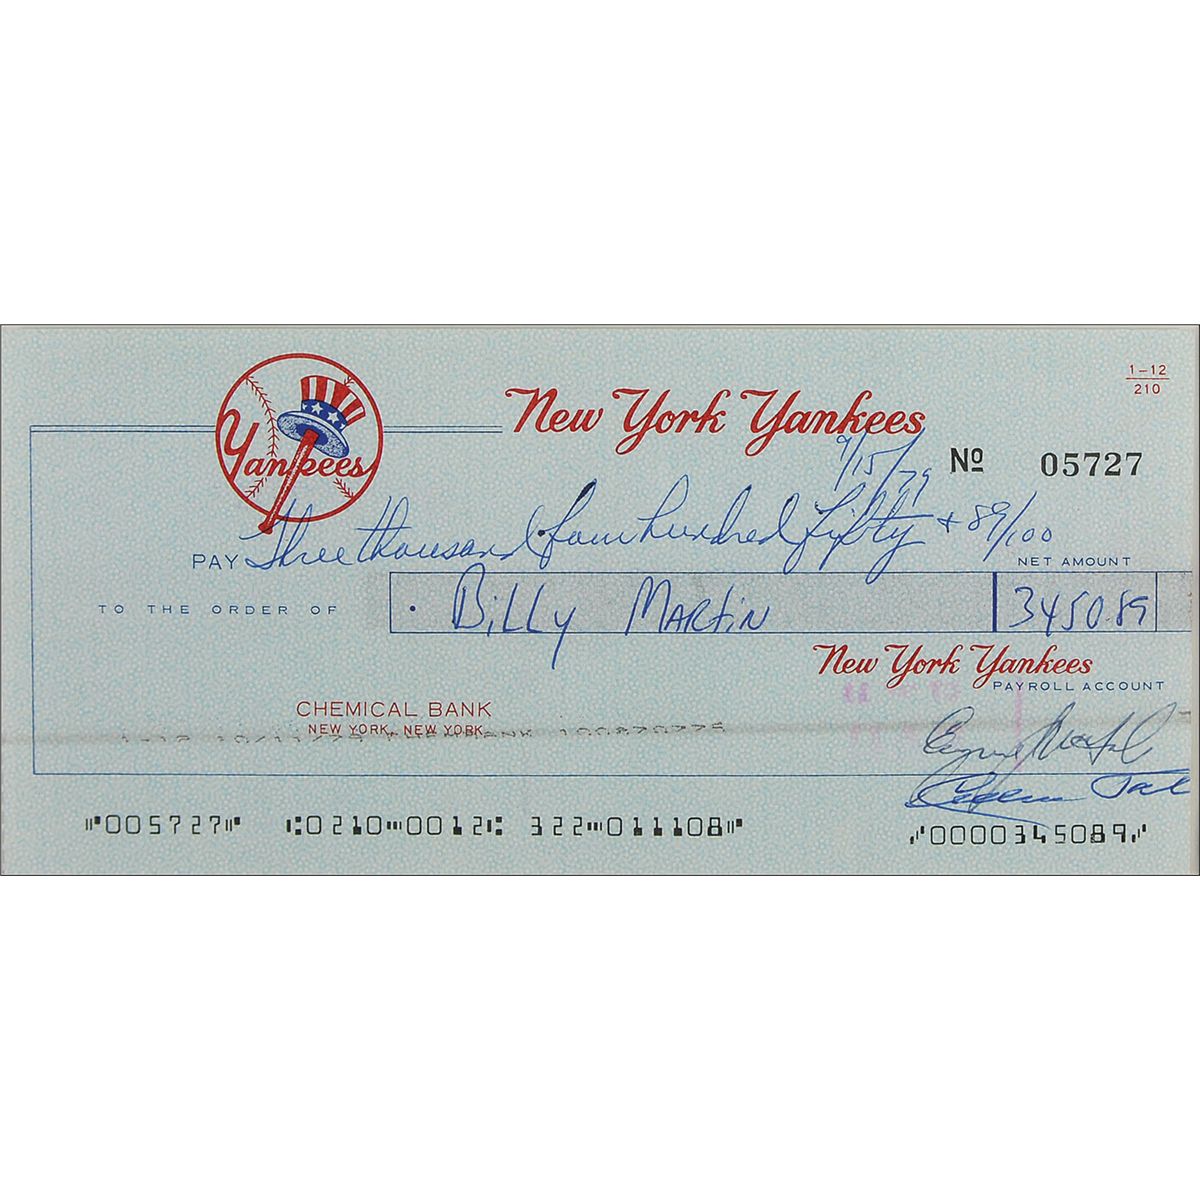 Yankees
New York Yankees
1-12
210
9/15/79
Nº 05727
PAY Three thousand four hundred fifty + 89/100
NET AMOUNT
TO THE ORDER OF Billy Martin 3450.89
New York Yankees
PAYROLL ACCOUNT
CHEMICAL BANK
NEW YORK, NEW YORK
⑈005727⑈ ⑆0210⑉0012⑆ 322⑉011108⑈ ⑇0000345089⑇